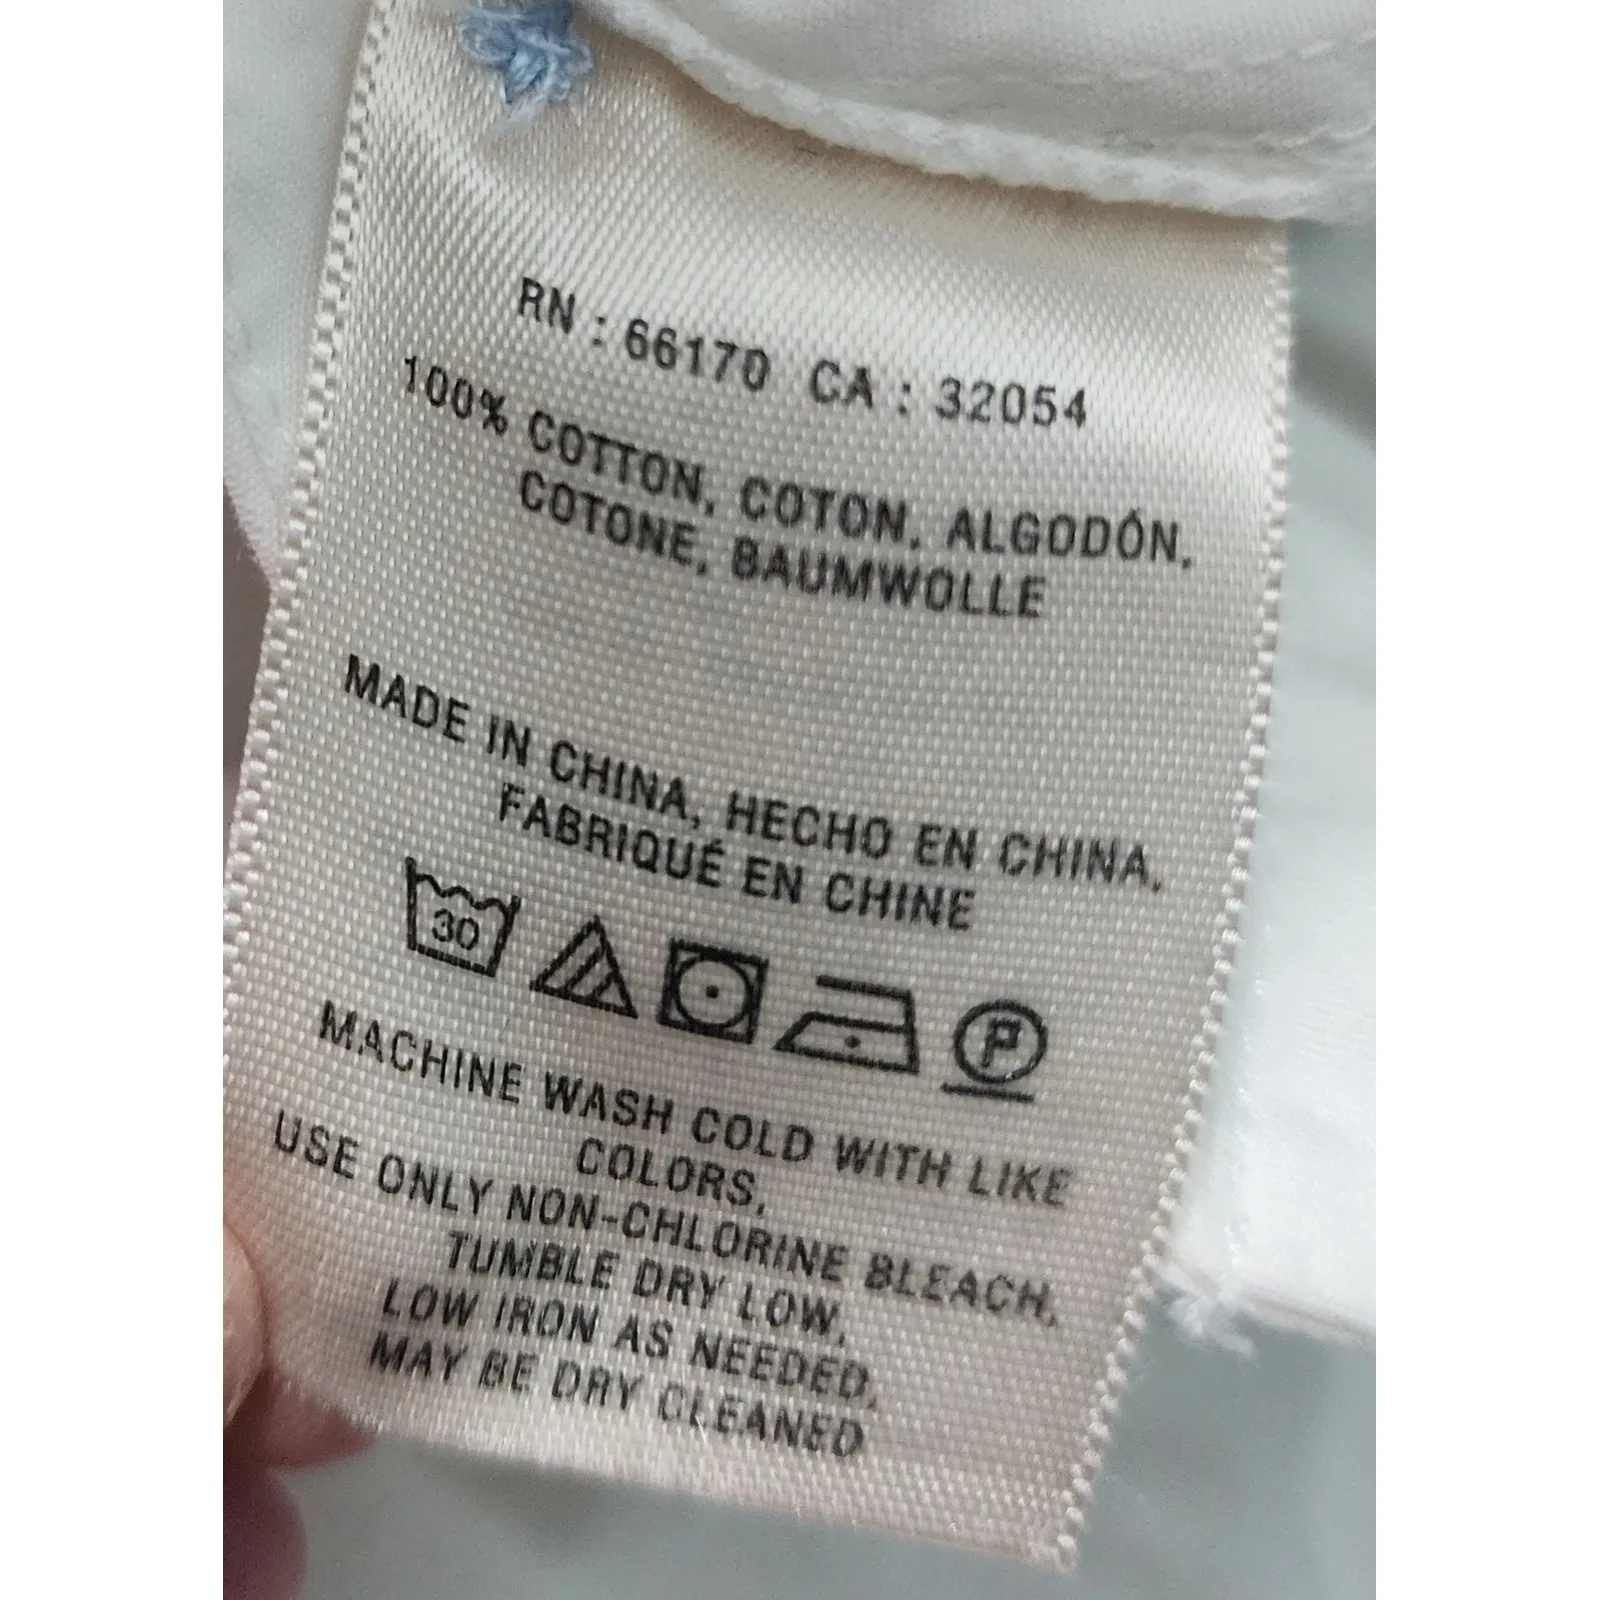 RN : 66170 CA : 32054
100% COTTON, COTON, ALGODÓN,
COTONE, BAUMWOLLE
MADE IN CHINA, HECHO EN CHINA,
FABRIQUÉ EN CHINE
30
P
MACHINE WASH COLD WITH LIKE
COLORS,
USE ONLY NON-CHLORINE BLEACH,
TUMBLE DRY LOW,
LOW IRON AS NEEDED,
MAY BE DRY CLEANED